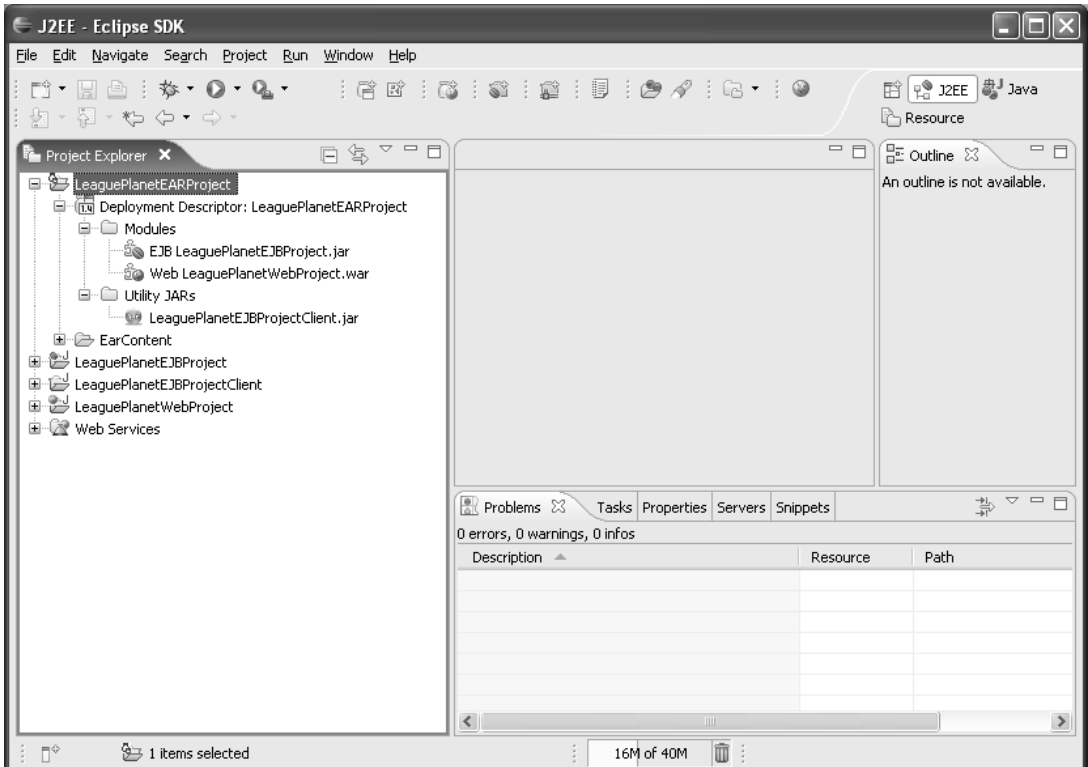 J2EE - Eclipse SDK
File Edit Navigate Search Project Run Window Help
J2EE Java
Resource
Project Explorer
LeaguePlanetEARProject
1.4 Deployment Descriptor: LeaguePlanetEARProject
Modules
EJB LeaguePlanetEJBProject.jar
Web LeaguePlanetWebProject.war
Utility JARs
LeaguePlanetEJBProjectClient.jar
EarContent
LeaguePlanetEJBProject
LeaguePlanetEJBProjectClient
LeaguePlanetWebProject
Web Services
Outline
An outline is not available.
Problems Tasks Properties Servers Snippets
0 errors, 0 warnings, 0 infos
Description Resource Path
1 items selected
16M of 40M